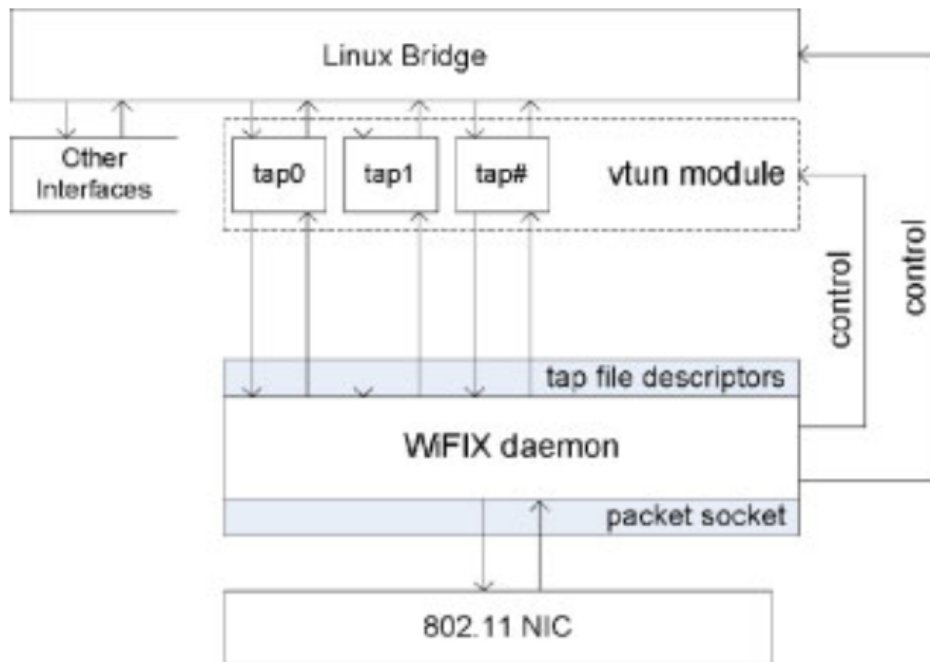 Linux Bridge
Other
Interfaces
tap0
tap1
tap#
vtun module
control
control
tap file descriptors
WiFIX daemon
packet socket
802.11 NIC